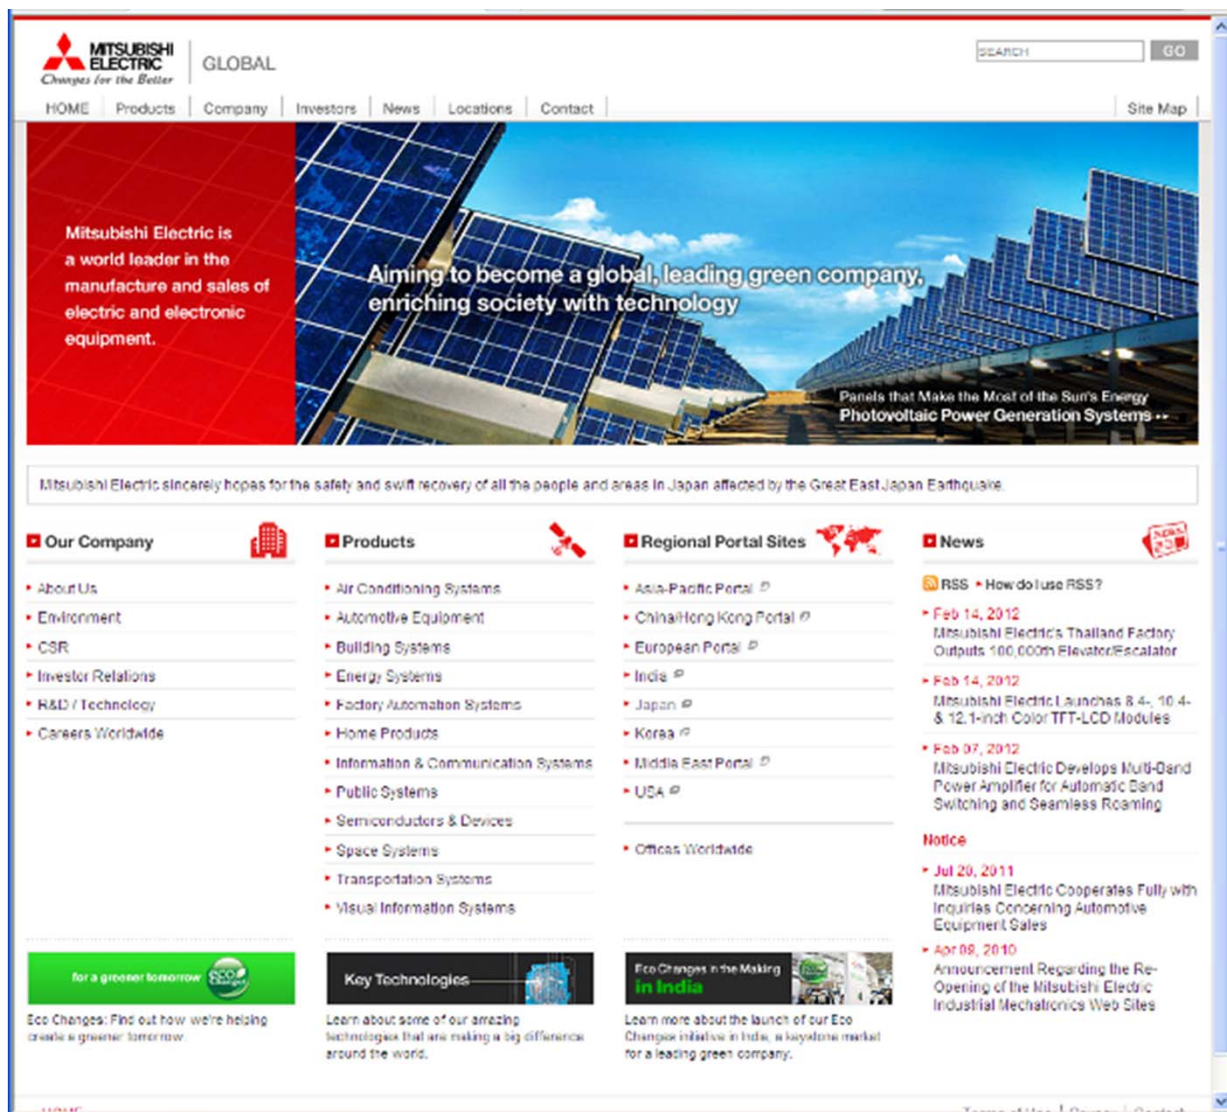 MITSUBISHI
ELECTRIC
Changes for the Better
GLOBAL
SEARCH
GO
HOME
Products
Company
Investors
News
Locations
Contact
Site Map
Mitsubishi Electric is
a world leader in the
manufacture and sales of
electric and electronic
equipment.
Aiming to become a global, leading green company,
enriching society with technology
Panels that Make the Most of the Sun's Energy
Photovoltaic Power Generation Systems
Mitsubishi Electric sincerely hopes for the safety and swift recovery of all the people and areas in Japan affected by the Great East Japan Earthquake.
Our Company
About Us
Environment
CSR
Investor Relations
R&D / Technology
Careers Worldwide
Products
Air Conditioning Systems
Automotive Equipment
Building Systems
Energy Systems
Factory Automation Systems
Home Products
Information & Communication Systems
Public Systems
Semiconductors & Devices
Space Systems
Transportation Systems
Visual Information Systems
Regional Portal Sites
Asia-Pacific Portal
China/Hong Kong Portal
European Portal
India
Japan
Korea
Middle East Portal
USA
Offices Worldwide
News
RSS How do I use RSS?
Feb 14, 2012
Mitsubishi Electric's Thailand Factory
Outputs 100,000th Elevator/Escalator
Feb 14, 2012
Mitsubishi Electric Launches 8.4-, 10.4-
& 12.1-inch Color TFT-LCD Modules
Feb 07, 2012
Mitsubishi Electric Develops Multi-Band
Power Amplifier for Automatic Band
Switching and Seamless Roaming
Notice
Jul 20, 2011
Mitsubishi Electric Cooperates Fully with
Inquiries Concerning Automotive
Equipment Sales
Apr 09, 2010
Announcement Regarding the Re-
Opening of the Mitsubishi Electric
Industrial Mechatronics Web Sites
for a greener tomorrow
eco Changes
Eco Changes: Find out how we're helping
create a greener tomorrow.
Key Technologies
Learn about some of our amazing
technologies that are making a big difference
around the world.
Eco Changes in the Making
in India
Learn more about the launch of our Eco
Changes initiative in India, a keystone market
for a leading green company.
HOME
Terms of Use
Privacy
Contact